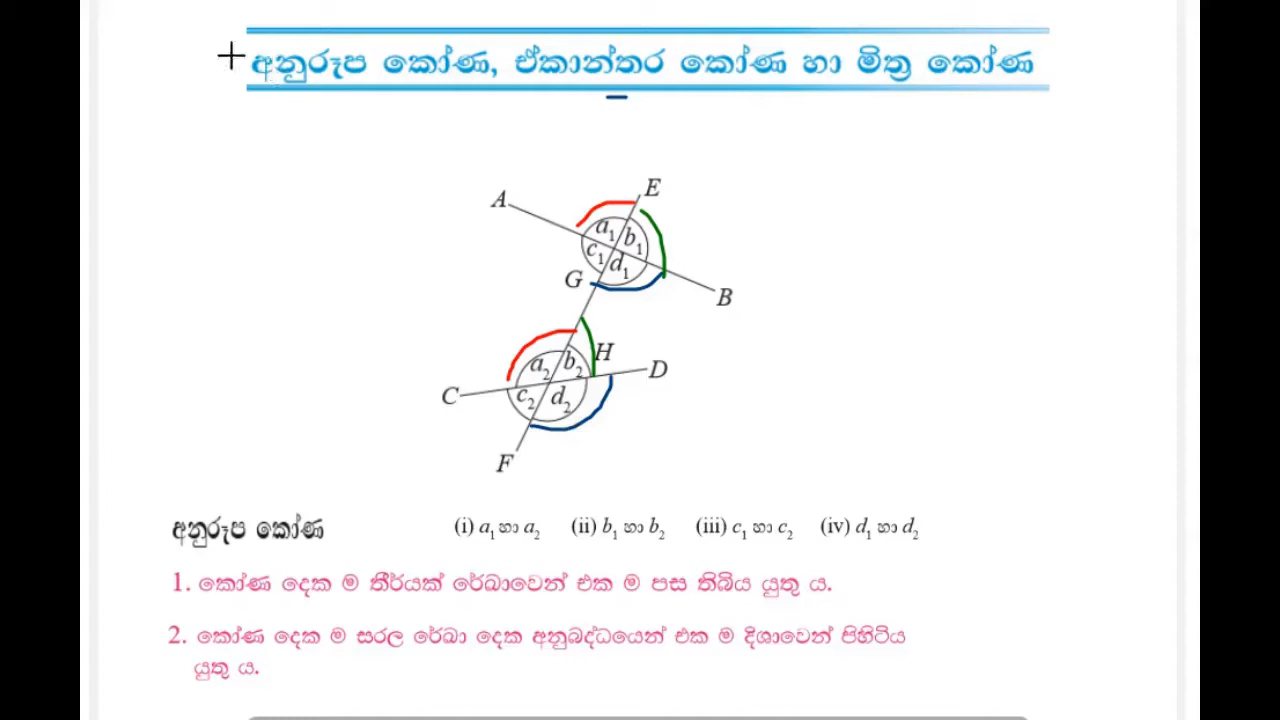 අනුරූප කෝණ, ඒකාන්තර කෝණ හා මිත්‍ර කෝණ
A
E
a₁
b₁
c₁
d₁
G
B
H
a₂
b₂
D
C
c₂
d₂
F
අනුරූප කෝණ (i) a₁ හා a₂ (ii) b₁ හා b₂ (iii) c₁ හා c₂ (iv) d₁ හා d₂
1. කෝණ දෙක ම තීර්යක් රේඛාවෙන් එක ම පස තිබිය යුතු ය.
2. කෝණ දෙක ම සරල රේඛා දෙක අනුබද්ධයෙන් එක ම දිශාවෙන් පිහිටිය
යුතු ය.